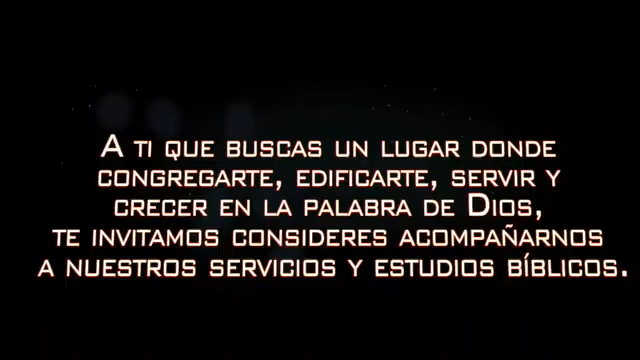 A TI QUE BUSCAS UN LUGAR DONDE
CONGREGARTE, EDIFICARTE, SERVIR Y
CRECER EN LA PALABRA DE DIOS,
TE INVITAMOS CONSIDERES ACOMPAÑARNOS
A NUESTROS SERVICIOS Y ESTUDIOS BÍBLICOS.